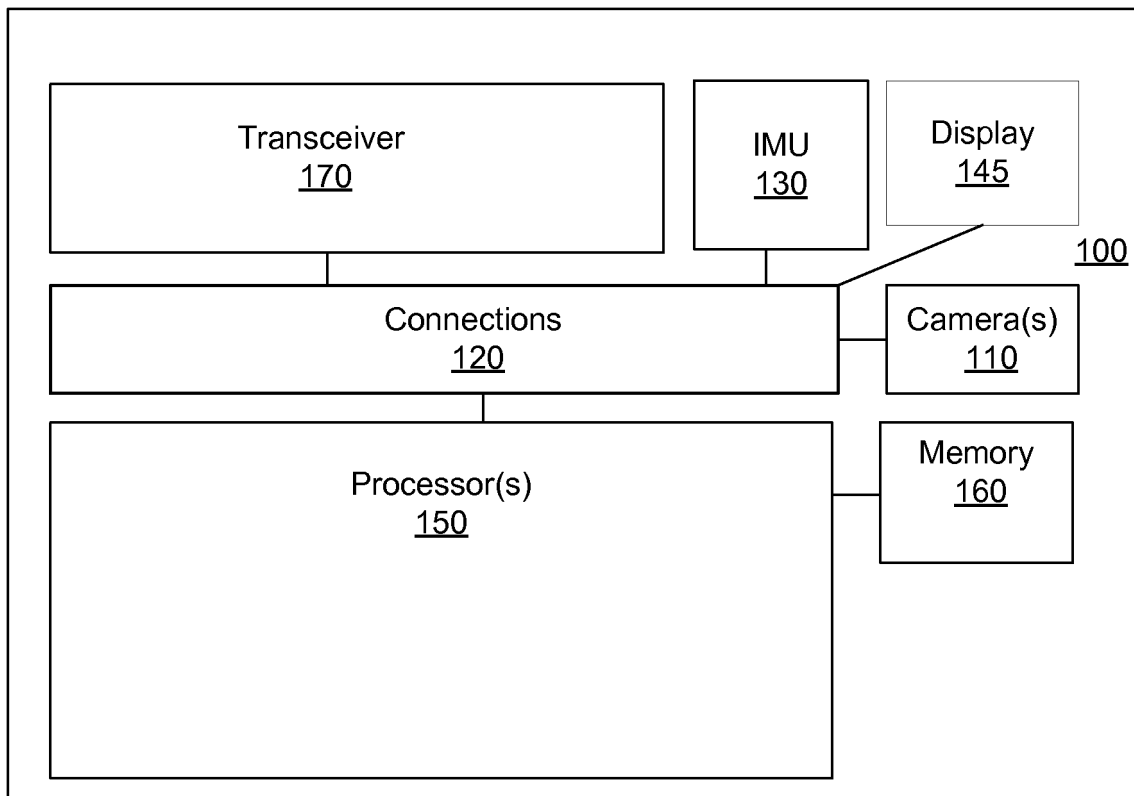 Transceiver
170
IMU
130
Display
145
100
Connections
120
Camera(s)
110
Processor(s)
150
Memory
160